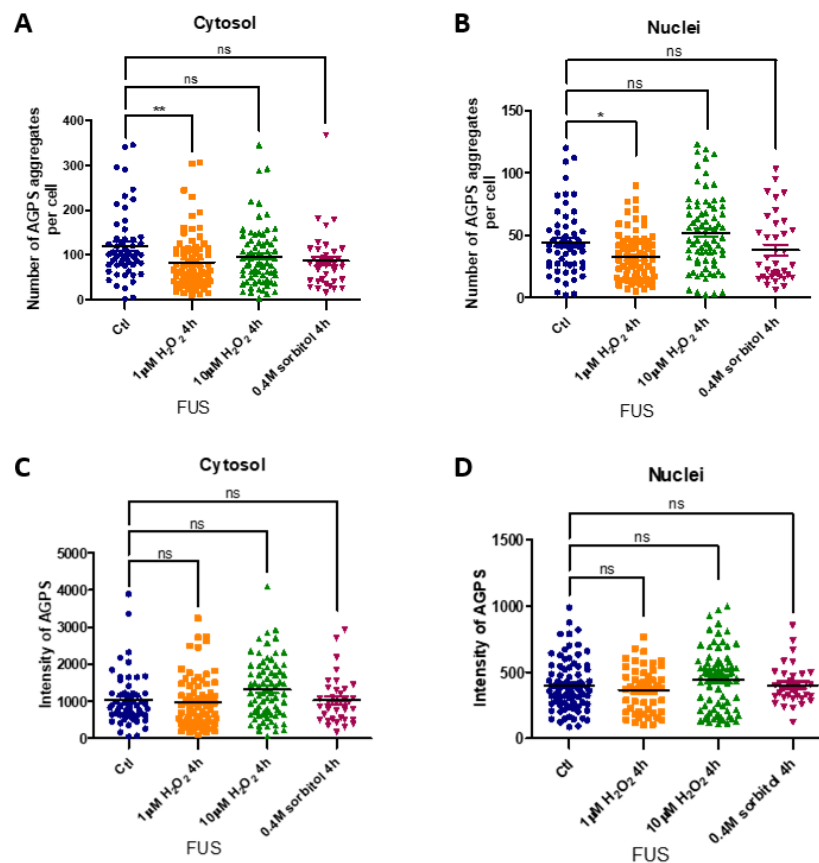 A
Cytosol
ns
ns
**
Number of AGPS aggregates
per cell
400
300
200
100
0
Ctl
1µM H₂O₂ 4h
10µM H₂O₂ 4h
0.4M sorbitol 4h
FUS
B
Nuclei
ns
ns
*
Number of AGPS aggregates
per cell
150
100
50
0
Ctl
1µM H₂O₂ 4h
10µM H₂O₂ 4h
0.4M sorbitol 4h
FUS
C
Cytosol
ns
ns
ns
Intensity of AGPS
5000
4000
3000
2000
1000
0
Ctl
1µM H₂O₂ 4h
10µM H₂O₂ 4h
0.4M sorbitol 4h
FUS
D
Nuclei
ns
ns
ns
Intensity of AGPS
1500
1000
500
0
Ctl
1µM H₂O₂ 4h
10µM H₂O₂ 4h
0.4M sorbitol 4h
FUS